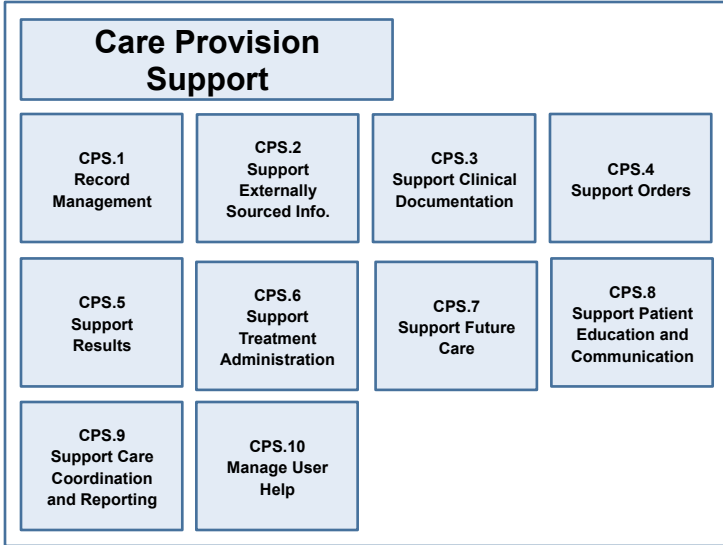 Care Provision
Support
CPS.1
Record
Management
CPS.2
Support
Externally
Sourced Info.
CPS.3
Support Clinical
Documentation
CPS.4
Support Orders
CPS.5
Support
Results
CPS.6
Support
Treatment
Administration
CPS.7
Support Future
Care
CPS.8
Support Patient
Education and
Communication
CPS.9
Support Care
Coordination
and Reporting
CPS.10
Manage User
Help